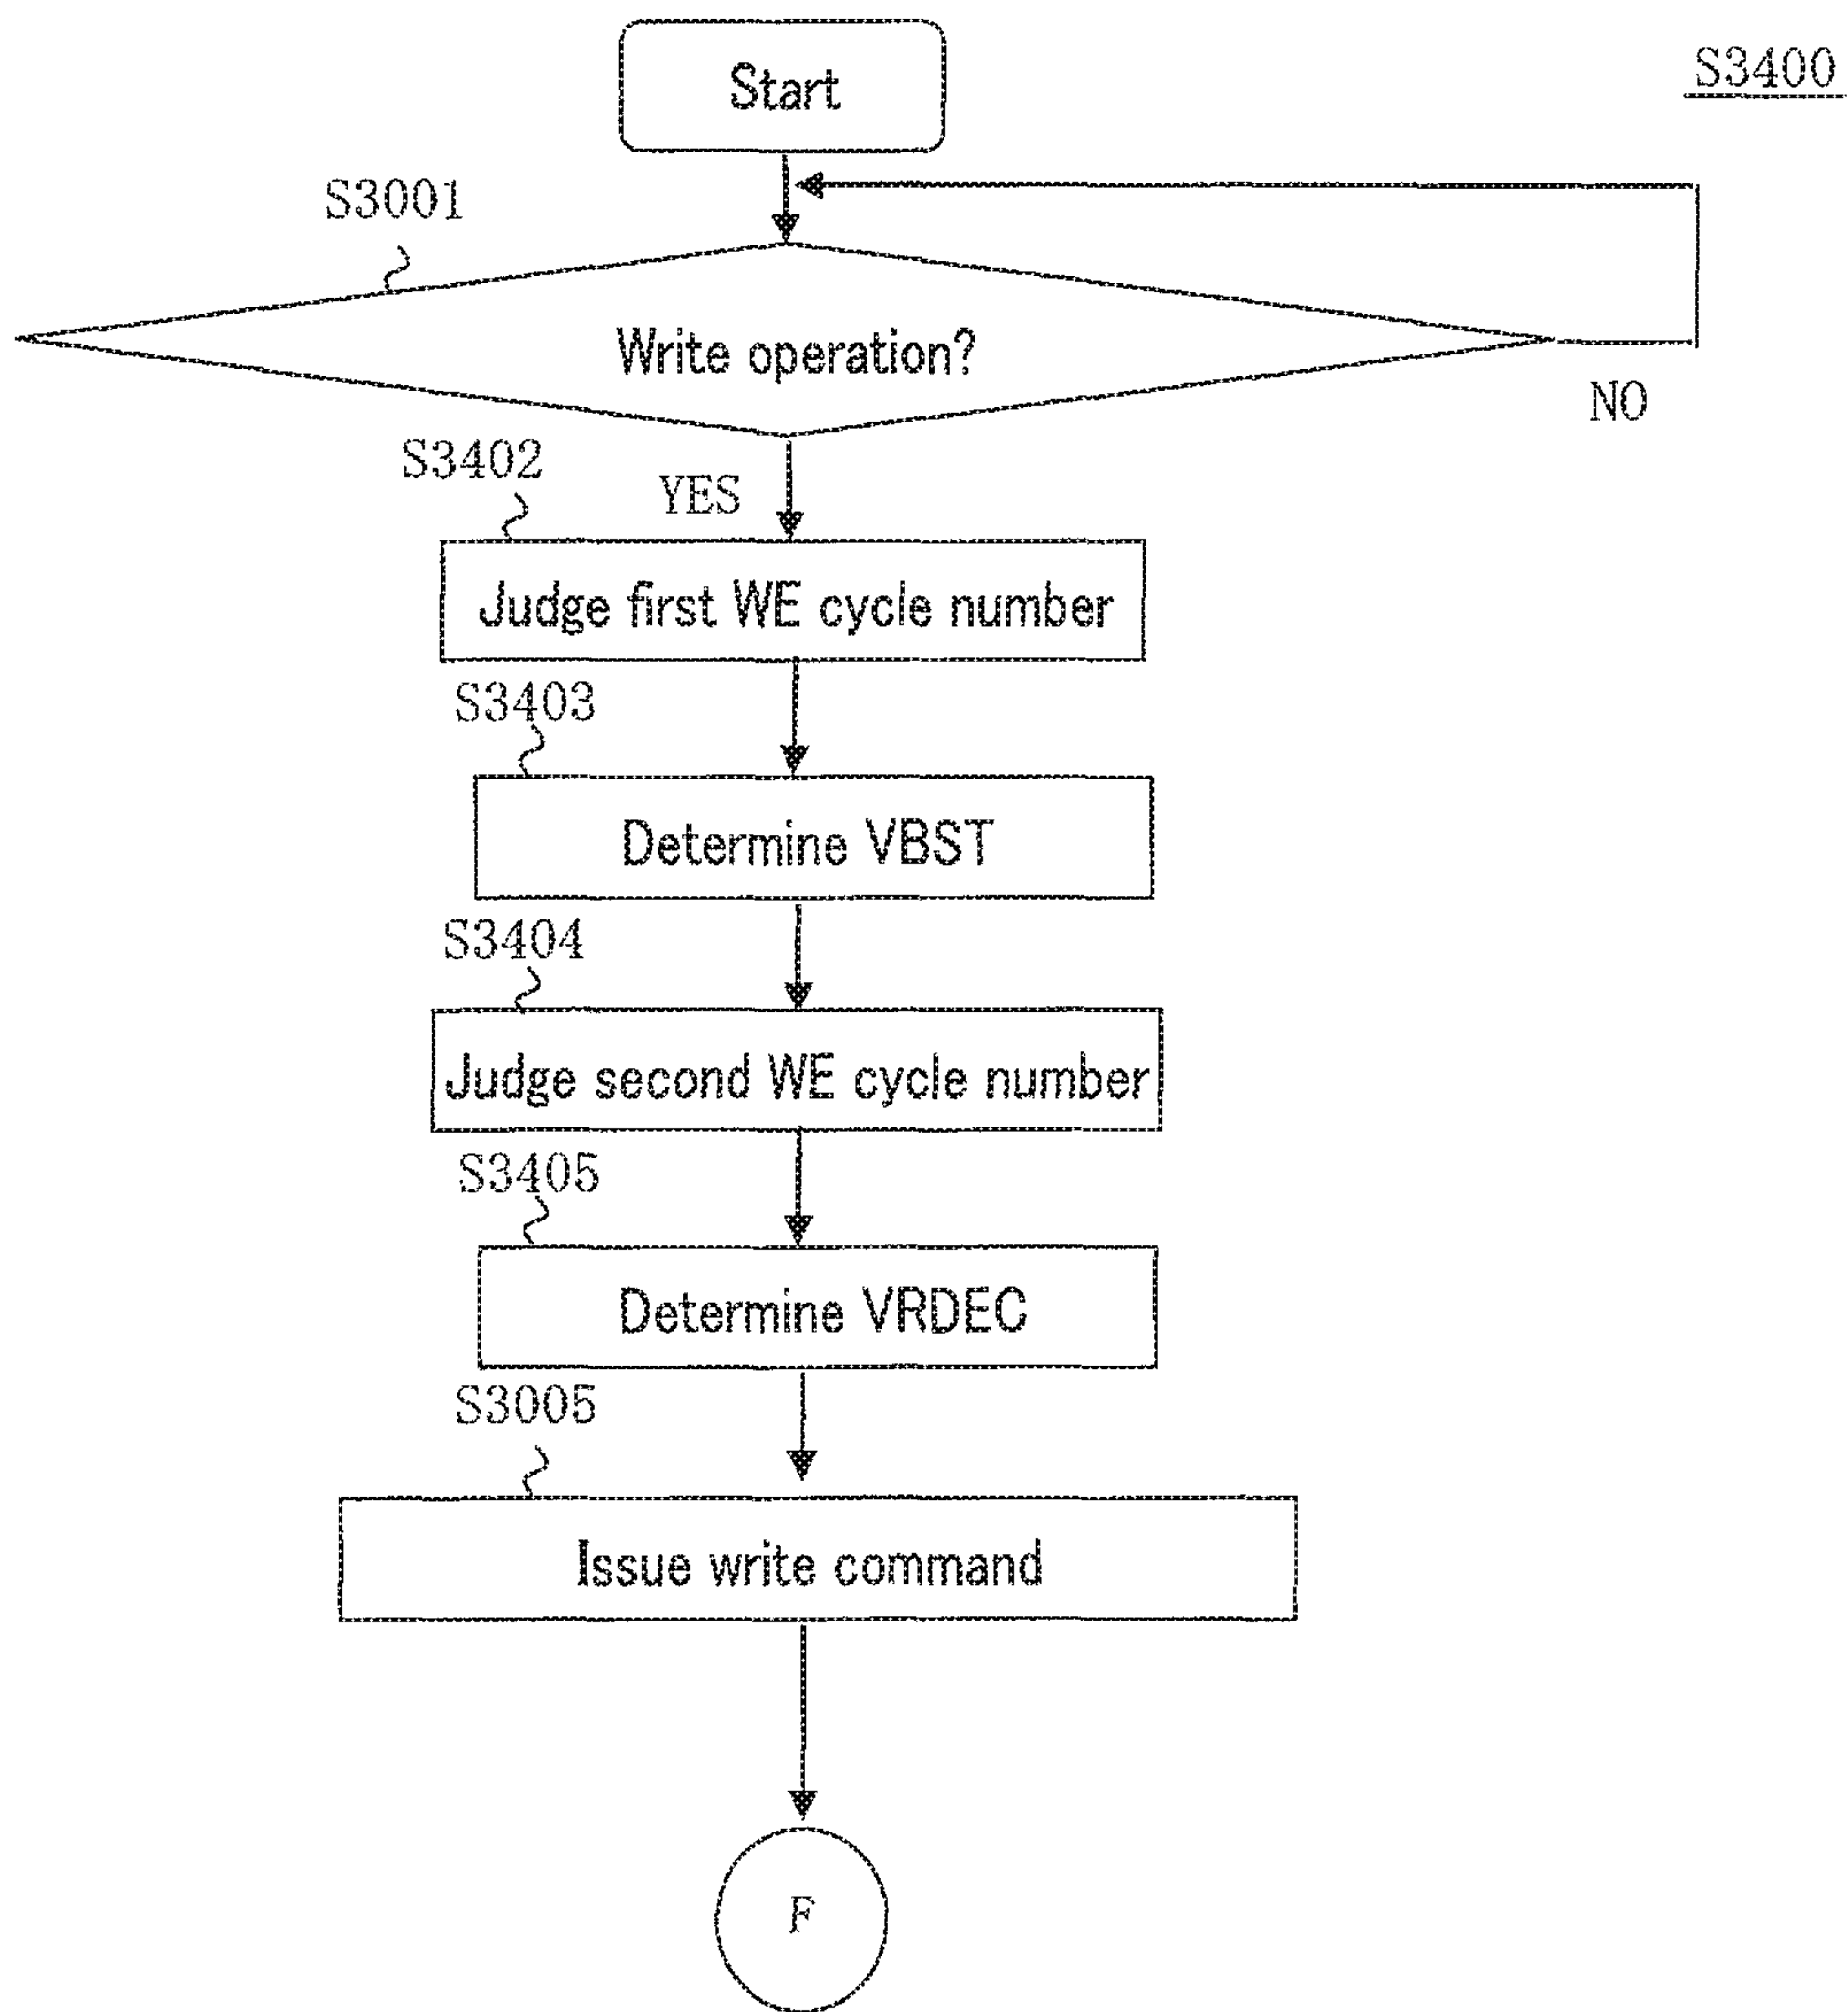 Start
S3400
S3001
Write operation?
NO
S3402
YES
Judge first WE cycle number
S3403
Determine VBST
S3404
Judge second WE cycle number
S3405
Determine VRDEC
S3005
Issue write command
F